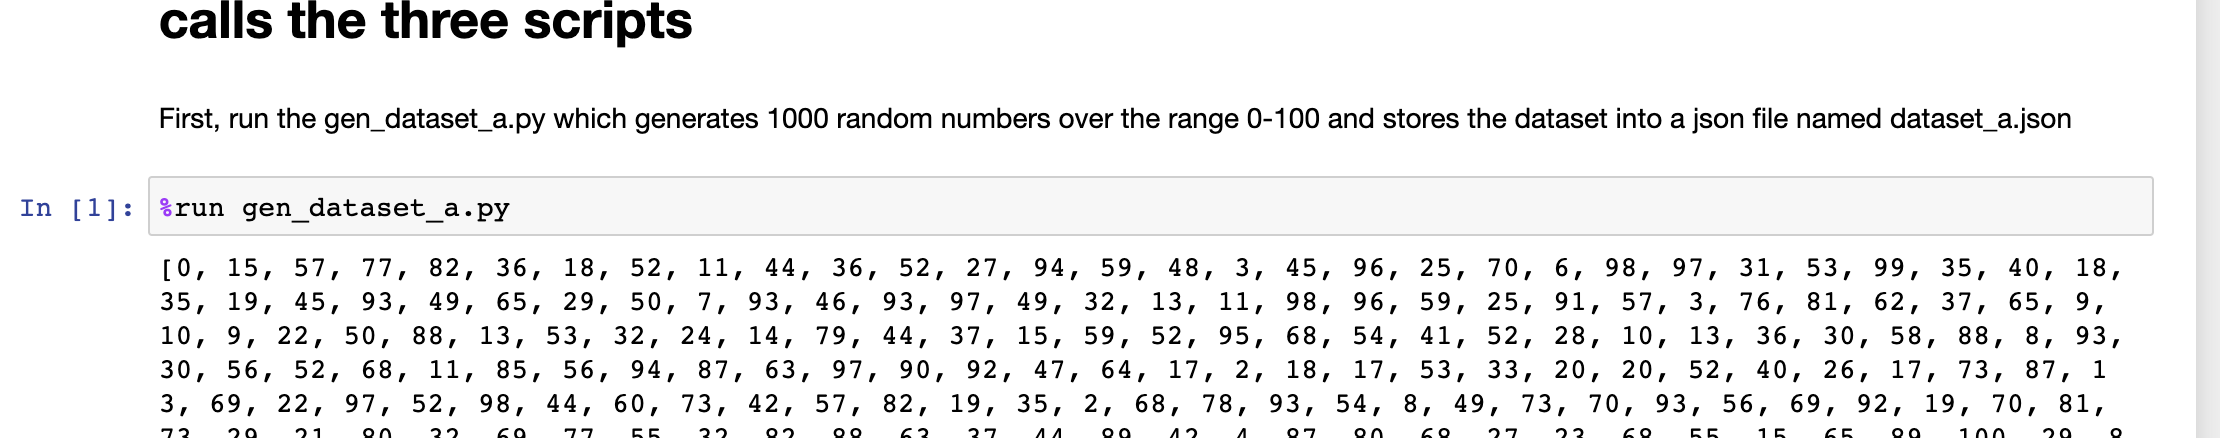 calls the three scripts
First, run the gen_dataset_a.py which generates 1000 random numbers over the range 0-100 and stores the dataset into a json file named dataset_a.json
In [1]: %run gen_dataset_a.py
[0, 15, 57, 77, 82, 36, 18, 52, 11, 44, 36, 52, 27, 94, 59, 48, 3, 45, 96, 25, 70, 6, 98, 97, 31, 53, 99, 35, 40, 18,
35, 19, 45, 93, 49, 65, 29, 50, 7, 93, 46, 93, 97, 49, 32, 13, 11, 98, 96, 59, 25, 91, 57, 3, 76, 81, 62, 37, 65, 9,
10, 9, 22, 50, 88, 13, 53, 32, 24, 14, 79, 44, 37, 15, 59, 52, 95, 68, 54, 41, 52, 28, 10, 13, 36, 30, 58, 88, 8, 93,
30, 56, 52, 68, 11, 85, 56, 94, 87, 63, 97, 90, 92, 47, 64, 17, 2, 18, 17, 53, 33, 20, 20, 52, 40, 26, 17, 73, 87, 1
3, 69, 22, 97, 52, 98, 44, 60, 73, 42, 57, 82, 19, 35, 2, 68, 78, 93, 54, 8, 49, 73, 70, 93, 56, 69, 92, 19, 70, 81,